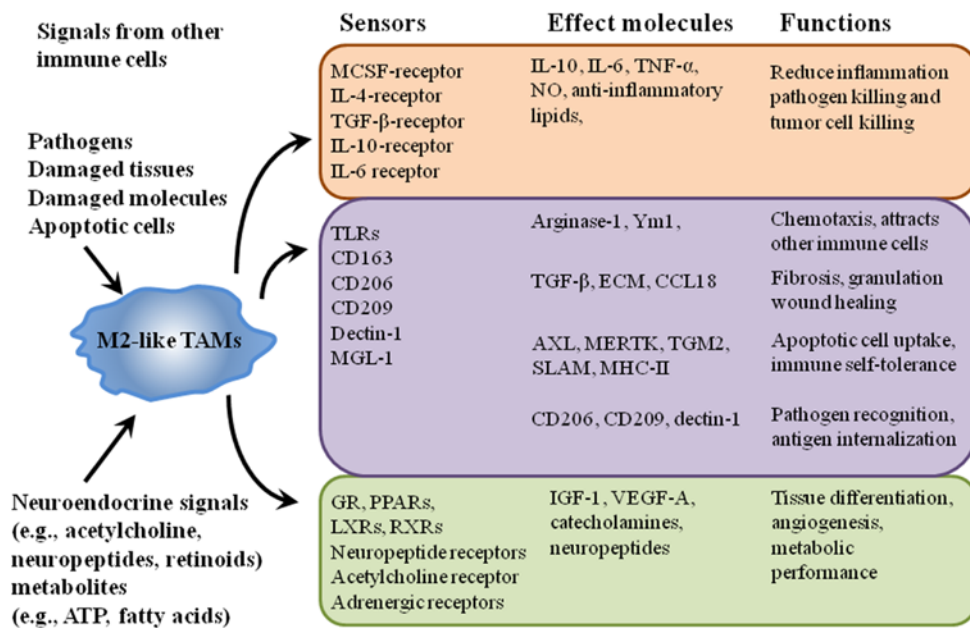 Signals from other
immune cells
Pathogens
Damaged tissues
Damaged molecules
Apoptotic cells
M2-like TAMs
Neuroendocrine signals
(e.g., acetylcholine,
neuropeptides, retinoids)
metabolites
(e.g., ATP, fatty acids)
Sensors
Effect molecules
Functions
MCSF-receptor
IL-4-receptor
TGF-β-receptor
IL-10-receptor
IL-6 receptor
IL-10, IL-6, TNF-α,
NO, anti-inflammatory
lipids,
Reduce inflammation
pathogen killing and
tumor cell killing
TLRs
CD163
CD206
CD209
Dectin-1
MGL-1
Arginase-1, Ym1,
Chemotaxis, attracts
other immune cells
TGF-β, ECM, CCL18
Fibrosis, granulation
wound healing
AXL, MERTK, TGM2,
SLAM, MHC-II
Apoptotic cell uptake,
immune self-tolerance
CD206, CD209, dectin-1
Pathogen recognition,
antigen internalization
GR, PPARs,
LXRs, RXRs
Neuropeptide receptors
Acetylcholine receptor
Adrenergic receptors
IGF-1, VEGF-A,
catecholamines,
neuropeptides
Tissue differentiation,
angiogenesis,
metabolic
performance